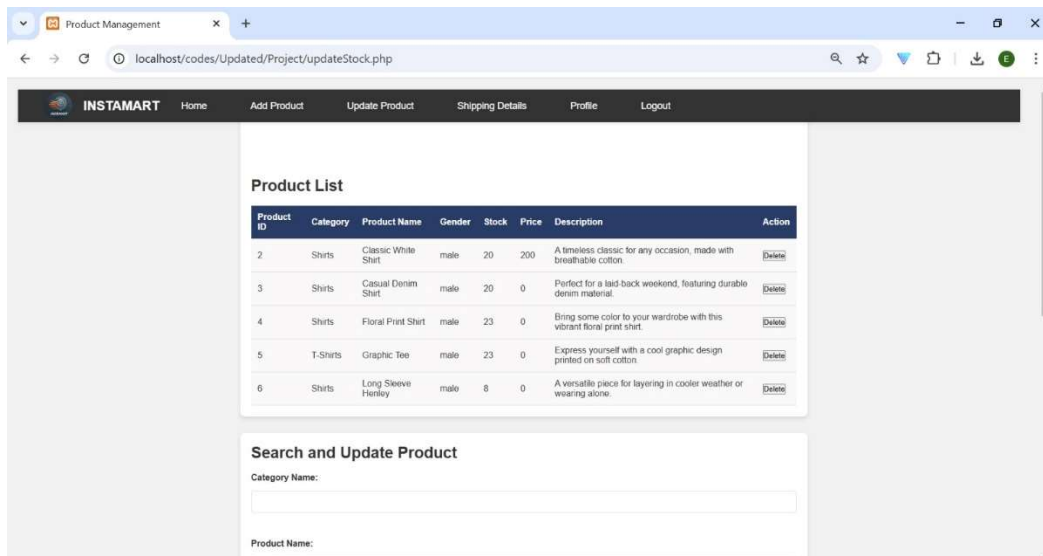 Product Management
localhost/codes/Updated/Project/updateStock.php
E
INSTAMART Home Add Product Update Product Shipping Details Profile Logout
Product List
Product ID Category Product Name Gender Stock Price Description Action
2 Shirts Classic White Shirt male 20 200 A timeless classic for any occasion, made with breathable cotton. Delete
3 Shirts Casual Denim Shirt male 20 0 Perfect for a laid-back weekend, featuring durable denim material. Delete
4 Shirts Floral Print Shirt male 23 0 Bring some color to your wardrobe with this vibrant floral print shirt. Delete
5 T-Shirts Graphic Tee male 23 0 Express yourself with a cool graphic design printed on soft cotton. Delete
6 Shirts Long Sleeve Henley male 8 0 A versatile piece for layering in cooler weather or wearing alone. Delete
Search and Update Product
Category Name:
Product Name: